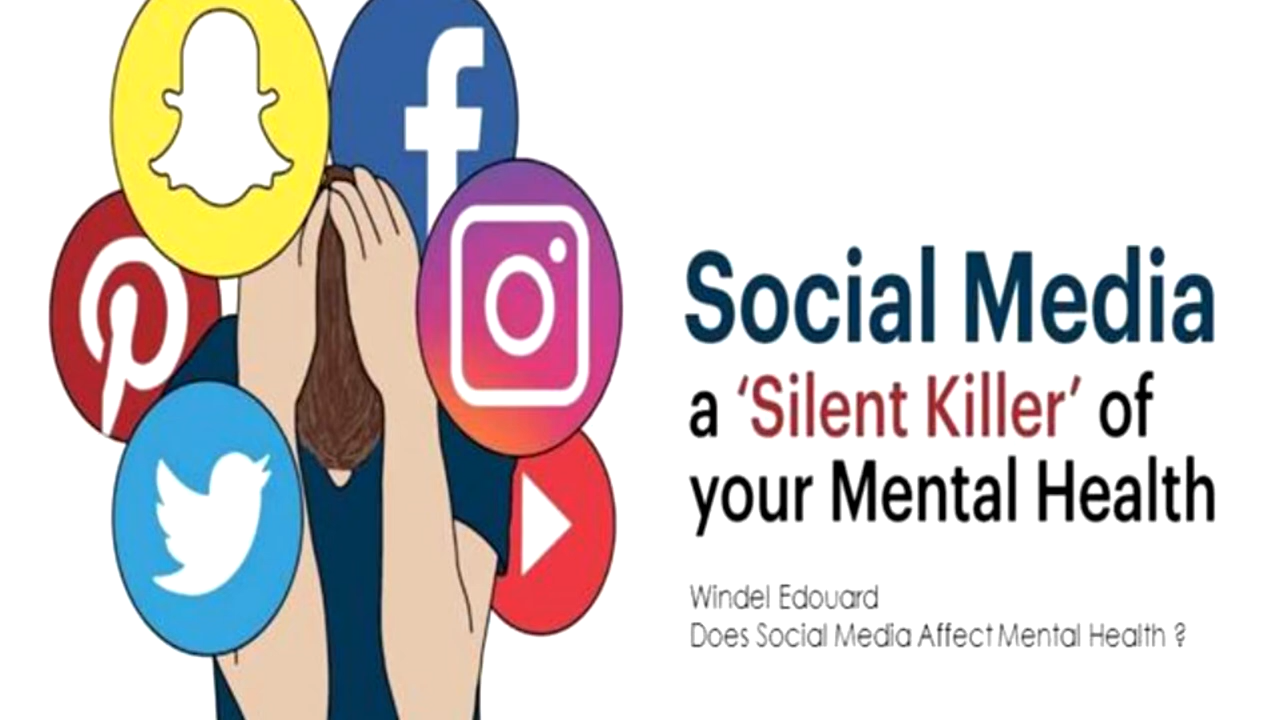 Social Media
a ‘Silent Killer’ of
your Mental Health
Windel Edouard
Does Social Media Affect Mental Health ?